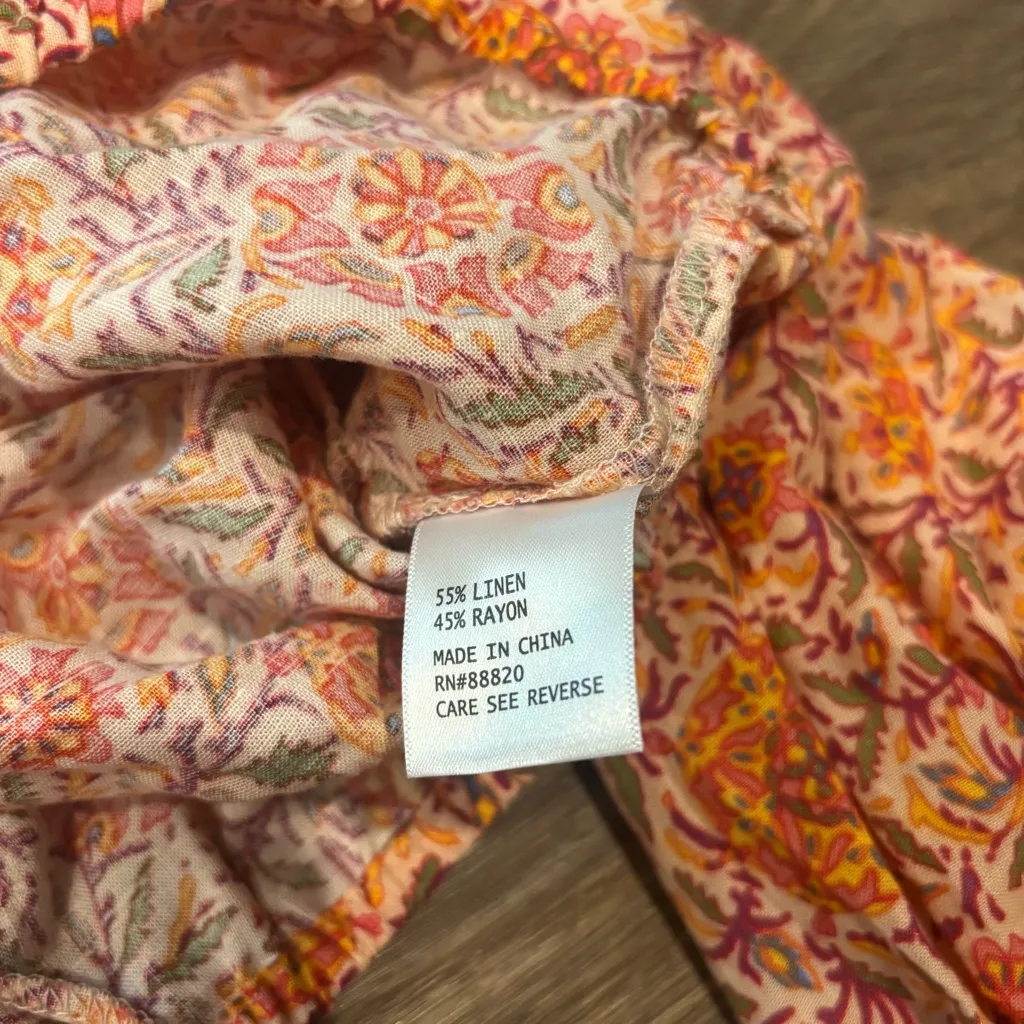 55% LINEN
45% RAYON
MADE IN CHINA
RN#88820
CARE SEE REVERSE